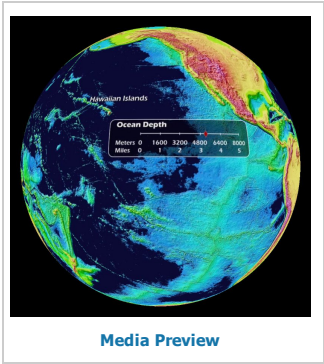 Hawaiian Islands
Ocean Depth
Meters 0 1600 3200 4800 6400 8000
Miles 0 1 2 3 4 5
Media Preview